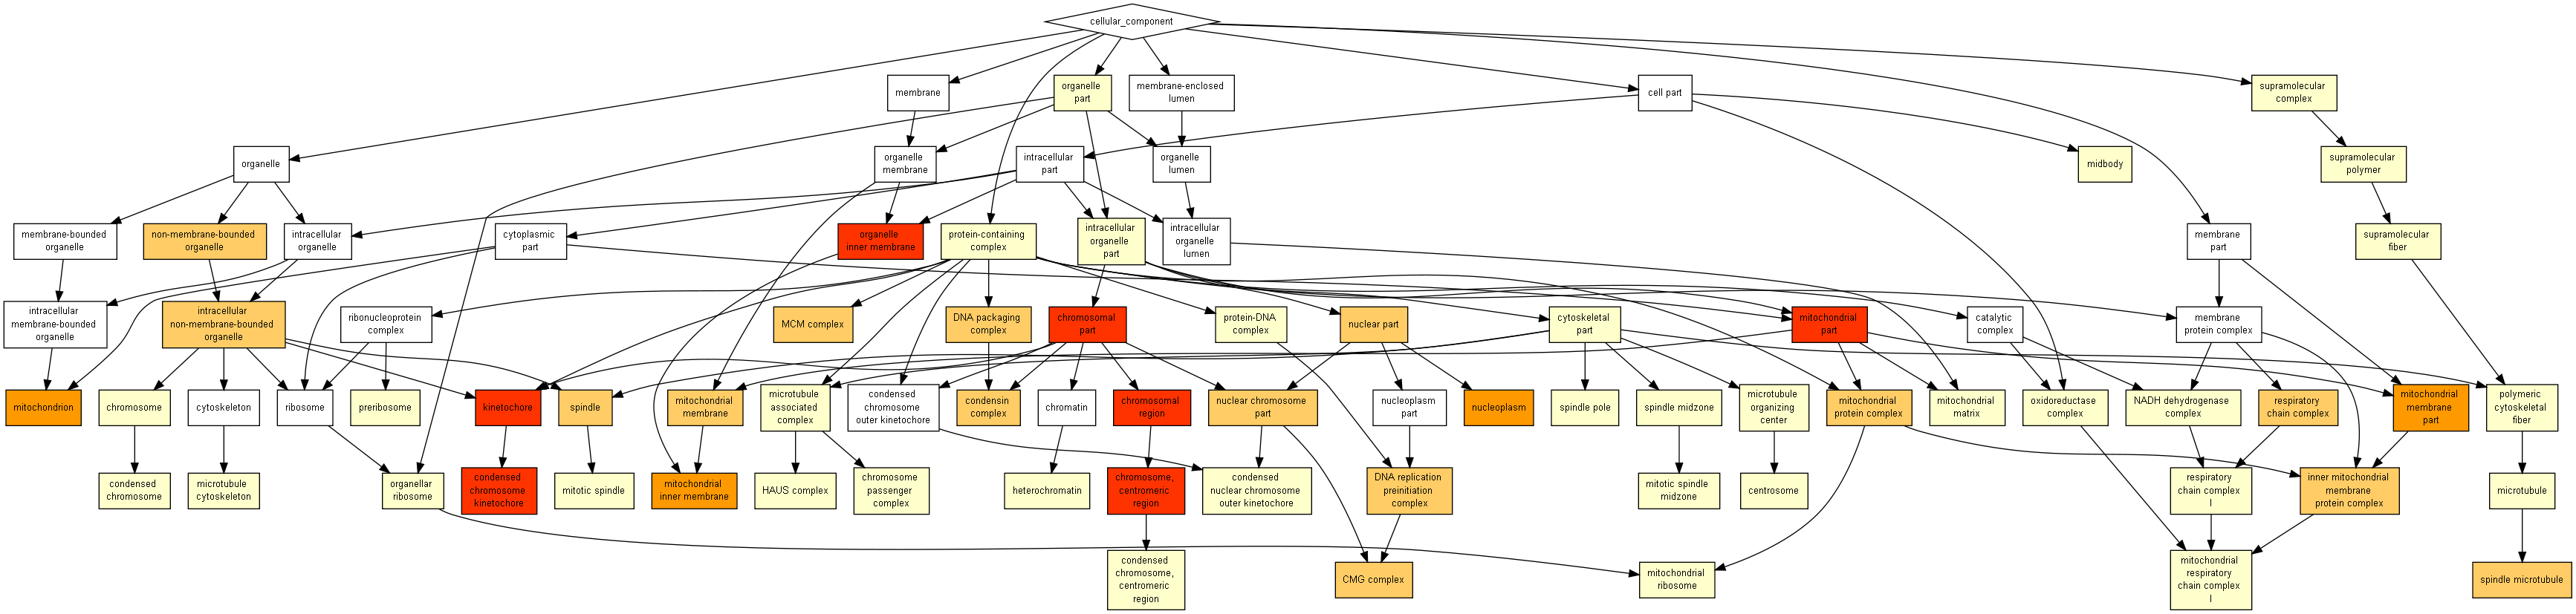 cellular_component
membrane
organelle
part
membrane-enclosed
lumen
cell part
supramolecular
complex
organelle
organelle
membrane
intracellular
part
organelle
lumen
midbody
supramolecular
polymer
membrane-bounded
organelle
non-membrane-bounded
organelle
intracellular
organelle
cytoplasmic
part
organelle
inner membrane
protein-containing
complex
intracellular
organelle
part
intracellular
organelle
lumen
membrane
part
supramolecular
fiber
intracellular
membrane-bounded
organelle
intracellular
non-membrane-bounded
organelle
ribonucleoprotein
complex
MCM complex
DNA packaging
complex
chromosomal
part
protein-DNA
complex
nuclear part
cytoskeletal
part
mitochondrial
part
catalytic
complex
membrane
protein complex
mitochondrion
chromosome
cytoskeleton
ribosome
preribosome
kinetochore
spindle
mitochondrial
membrane
microtubule
associated
complex
condensed
chromosome
outer kinetochore
condensin
complex
chromatin
chromosomal
region
nuclear chromosome
part
nucleoplasm
part
nucleoplasm
spindle pole
spindle midzone
microtubule
organizing
center
mitochondrial
protein complex
mitochondrial
matrix
oxidoreductase
complex
NADH dehydrogenase
complex
respiratory
chain complex
mitochondrial
membrane
part
polymeric
cytoskeletal
fiber
condensed
chromosome
microtubule
cytoskeleton
organellar
ribosome
condensed
chromosome
kinetochore
mitotic spindle
mitochondrial
inner membrane
HAUS complex
chromosome
passenger
complex
heterochromatin
chromosome,
centromeric
region
condensed
nuclear chromosome
outer kinetochore
DNA replication
preinitiation
complex
mitotic spindle
midzone
centrosome
respiratory
chain complex
I
inner mitochondrial
membrane
protein complex
microtubule
condensed
chromosome,
centromeric
region
CMG complex
mitochondrial
ribosome
mitochondrial
respiratory
chain complex
I
spindle microtubule